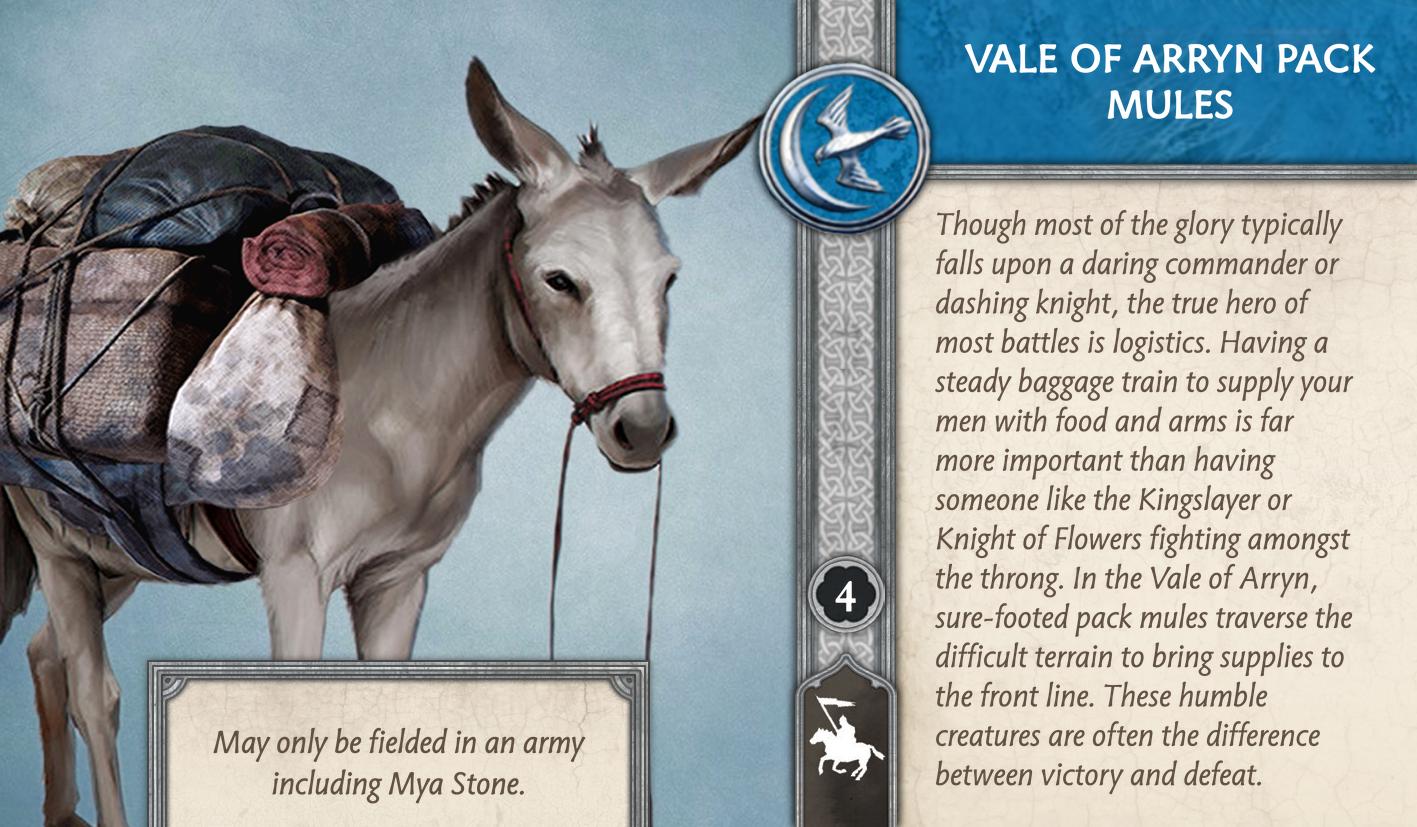 VALE OF ARRYN PACK
MULES
Though most of the glory typically
falls upon a daring commander or
dashing knight, the true hero of
most battles is logistics. Having a
steady baggage train to supply your
men with food and arms is far
more important than having
someone like the Kingslayer or
Knight of Flowers fighting amongst
the throng. In the Vale of Arryn,
sure-footed pack mules traverse the
difficult terrain to bring supplies to
the front line. These humble
creatures are often the difference
between victory and defeat.
4
May only be fielded in an army
including Mya Stone.